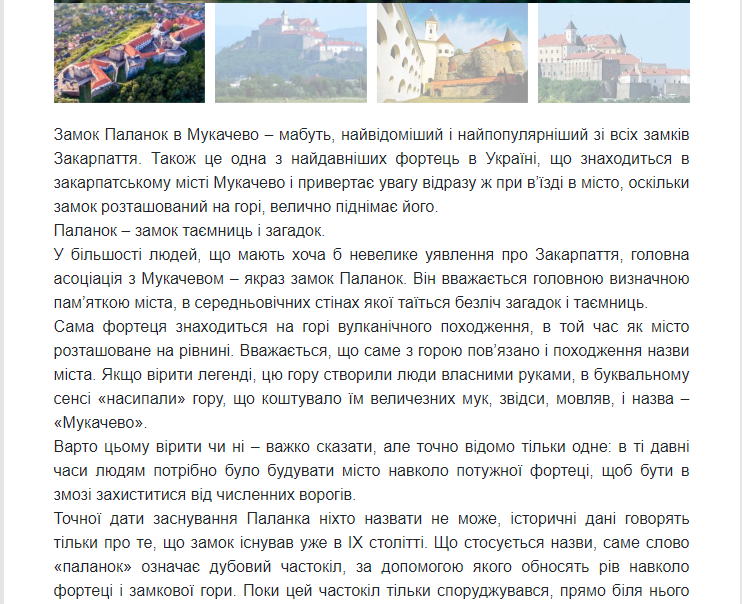 Замок Паланок в Мукачево – мабуть, найвідоміший і найпопулярніший зі всіх замків
Закарпаття. Також це одна з найдавніших фортець в Україні, що знаходиться в
закарпатському місті Мукачево і привертає увагу відразу ж при в’їзді в місто, оскільки
замок розташований на горі, велично піднімає його.
Паланок – замок таємниць і загадок.
У більшості людей, що мають хоча б невелике уявлення про Закарпаття, головна
асоціація з Мукачевом – якраз замок Паланок. Він вважається головною визначною
пам’яткою міста, в середньовічних стінах якої таїться безліч загадок і таємниць.
Сама фортеця знаходиться на горі вулканічного походження, в той час як місто
розташоване на рівнині. Вважається, що саме з горою пов’язано і походження назви
міста. Якщо вірити легенді, цю гору створили люди власними руками, в буквальному
сенсі «насипали» гору, що коштувало їм величезних мук, звідси, мовляв, і назва –
«Мукачево».
Варто цьому вірити чи ні – важко сказати, але точно відомо тільки одне: в ті давні
часи людям потрібно було будувати місто навколо потужної фортеці, щоб бути в
змозі захиститися від численних ворогів.
Точної дати заснування Паланка ніхто назвати не може, історичні дані говорять
тільки про те, що замок існував уже в IX столітті. Що стосується назви, саме слово
«паланок» означає дубовий частокіл, за допомогою якого обносять рів навколо
фортеці і замкової гори. Поки цей частокіл тільки споруджувався, прямо біля нього